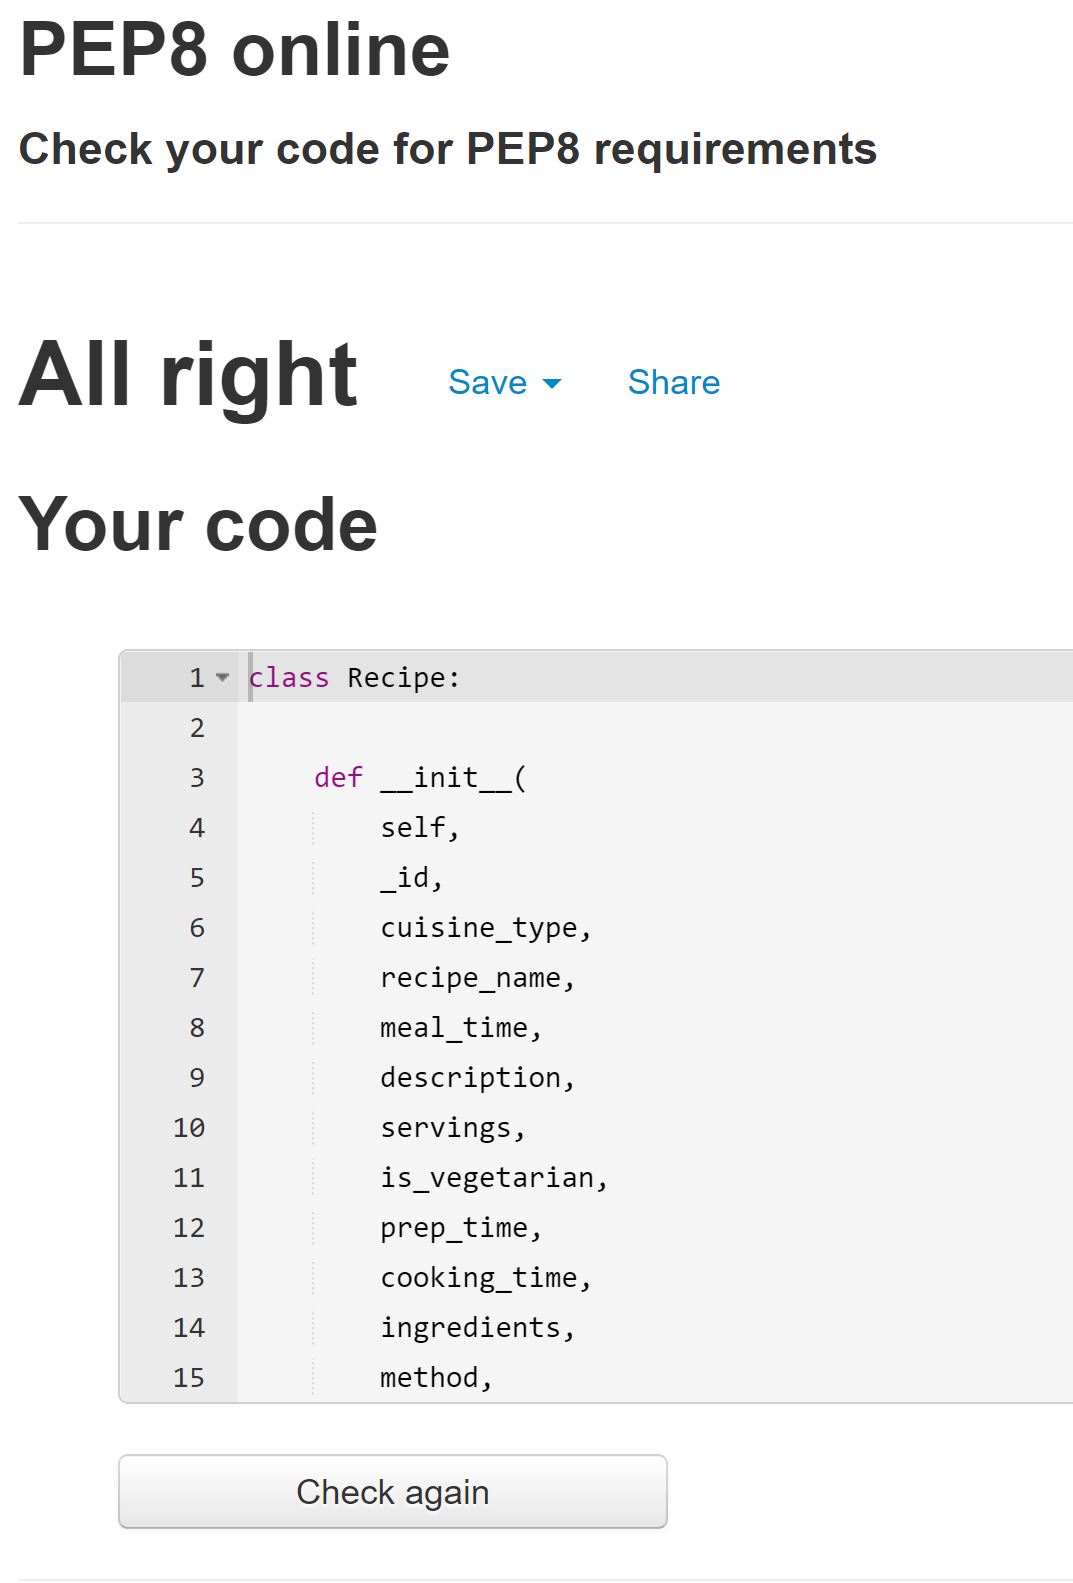 PEP8 online
Check your code for PEP8 requirements
All right Save Share
Your code
1 class Recipe:
2
3     def __init__(
4         self,
5         _id,
6         cuisine_type,
7         recipe_name,
8         meal_time,
9         description,
10         servings,
11         is_vegetarian,
12         prep_time,
13         cooking_time,
14         ingredients,
15         method,
Check again